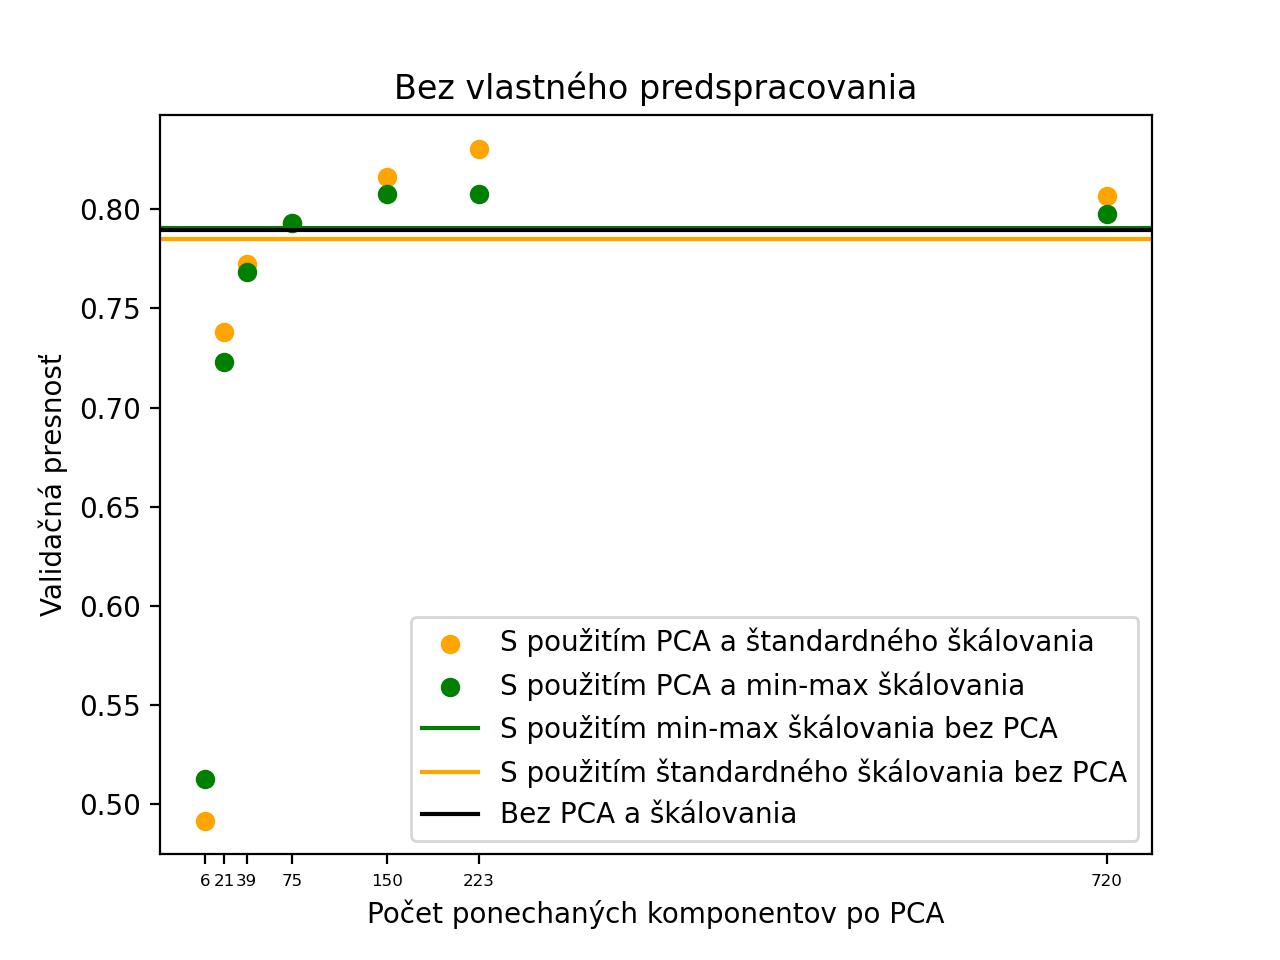 Bez vlastného predspracovania
0.80
0.75
0.70
0.65
0.60
0.55
0.50
Validačná presnosť
S použitím PCA a štandardného škálovania
S použitím PCA a min-max škálovania
S použitím min-max škálovania bez PCA
S použitím štandardného škálovania bez PCA
Bez PCA a škálovania
6 21 39 75 150 223 720
Počet ponechaných komponentov po PCA